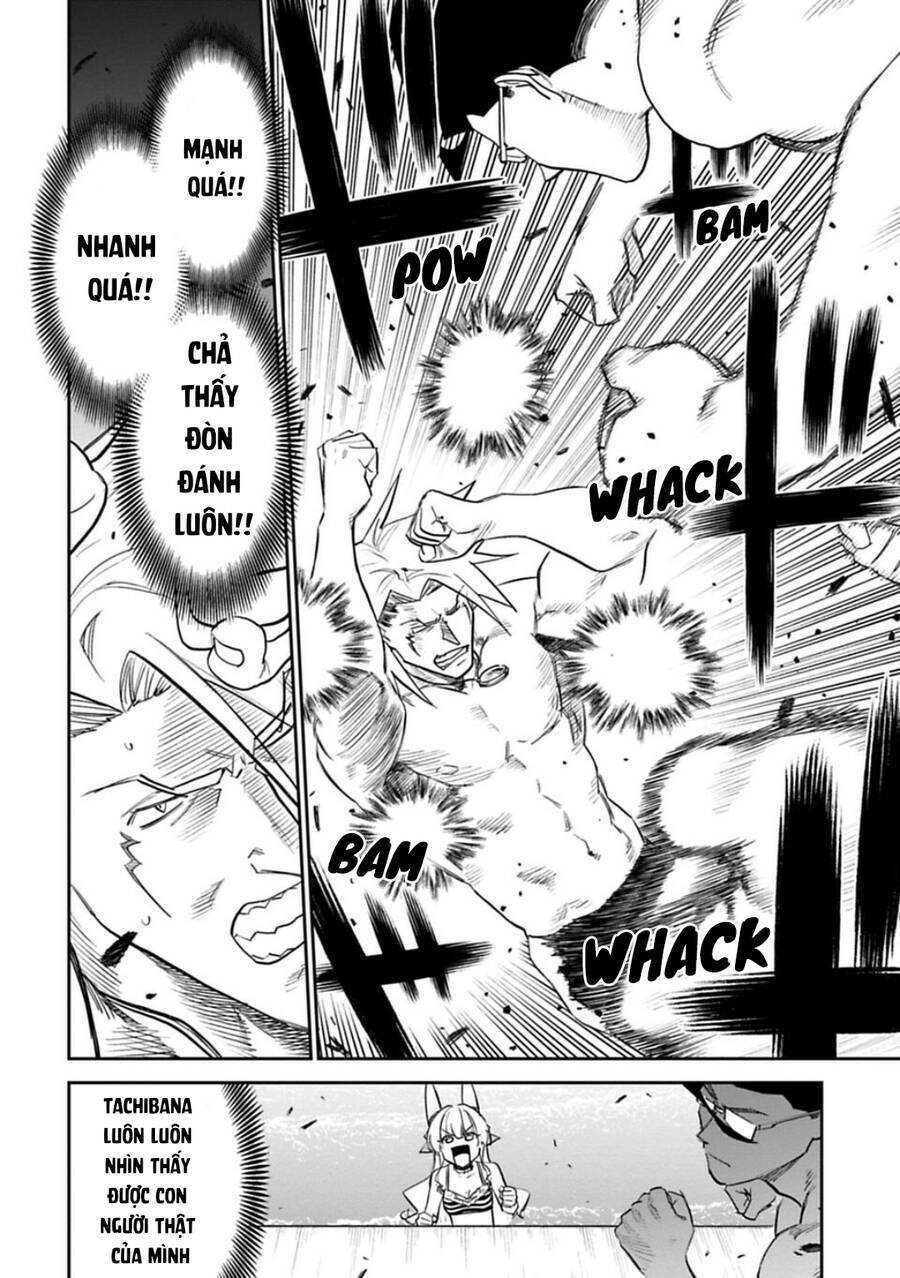 BAM
POW
WHACK
BAM
WHACK
MẠNH
QUÁ!!
NHANH
QUÁ!!
CHẢ
THẤY
ĐÒN
ĐÁNH
LUÔN!!
TACHIBANA
LUÔN LUÔN
NHÌN THẤY
ĐƯỢC CON
NGƯỜI THẬT
CỦA MÌNH